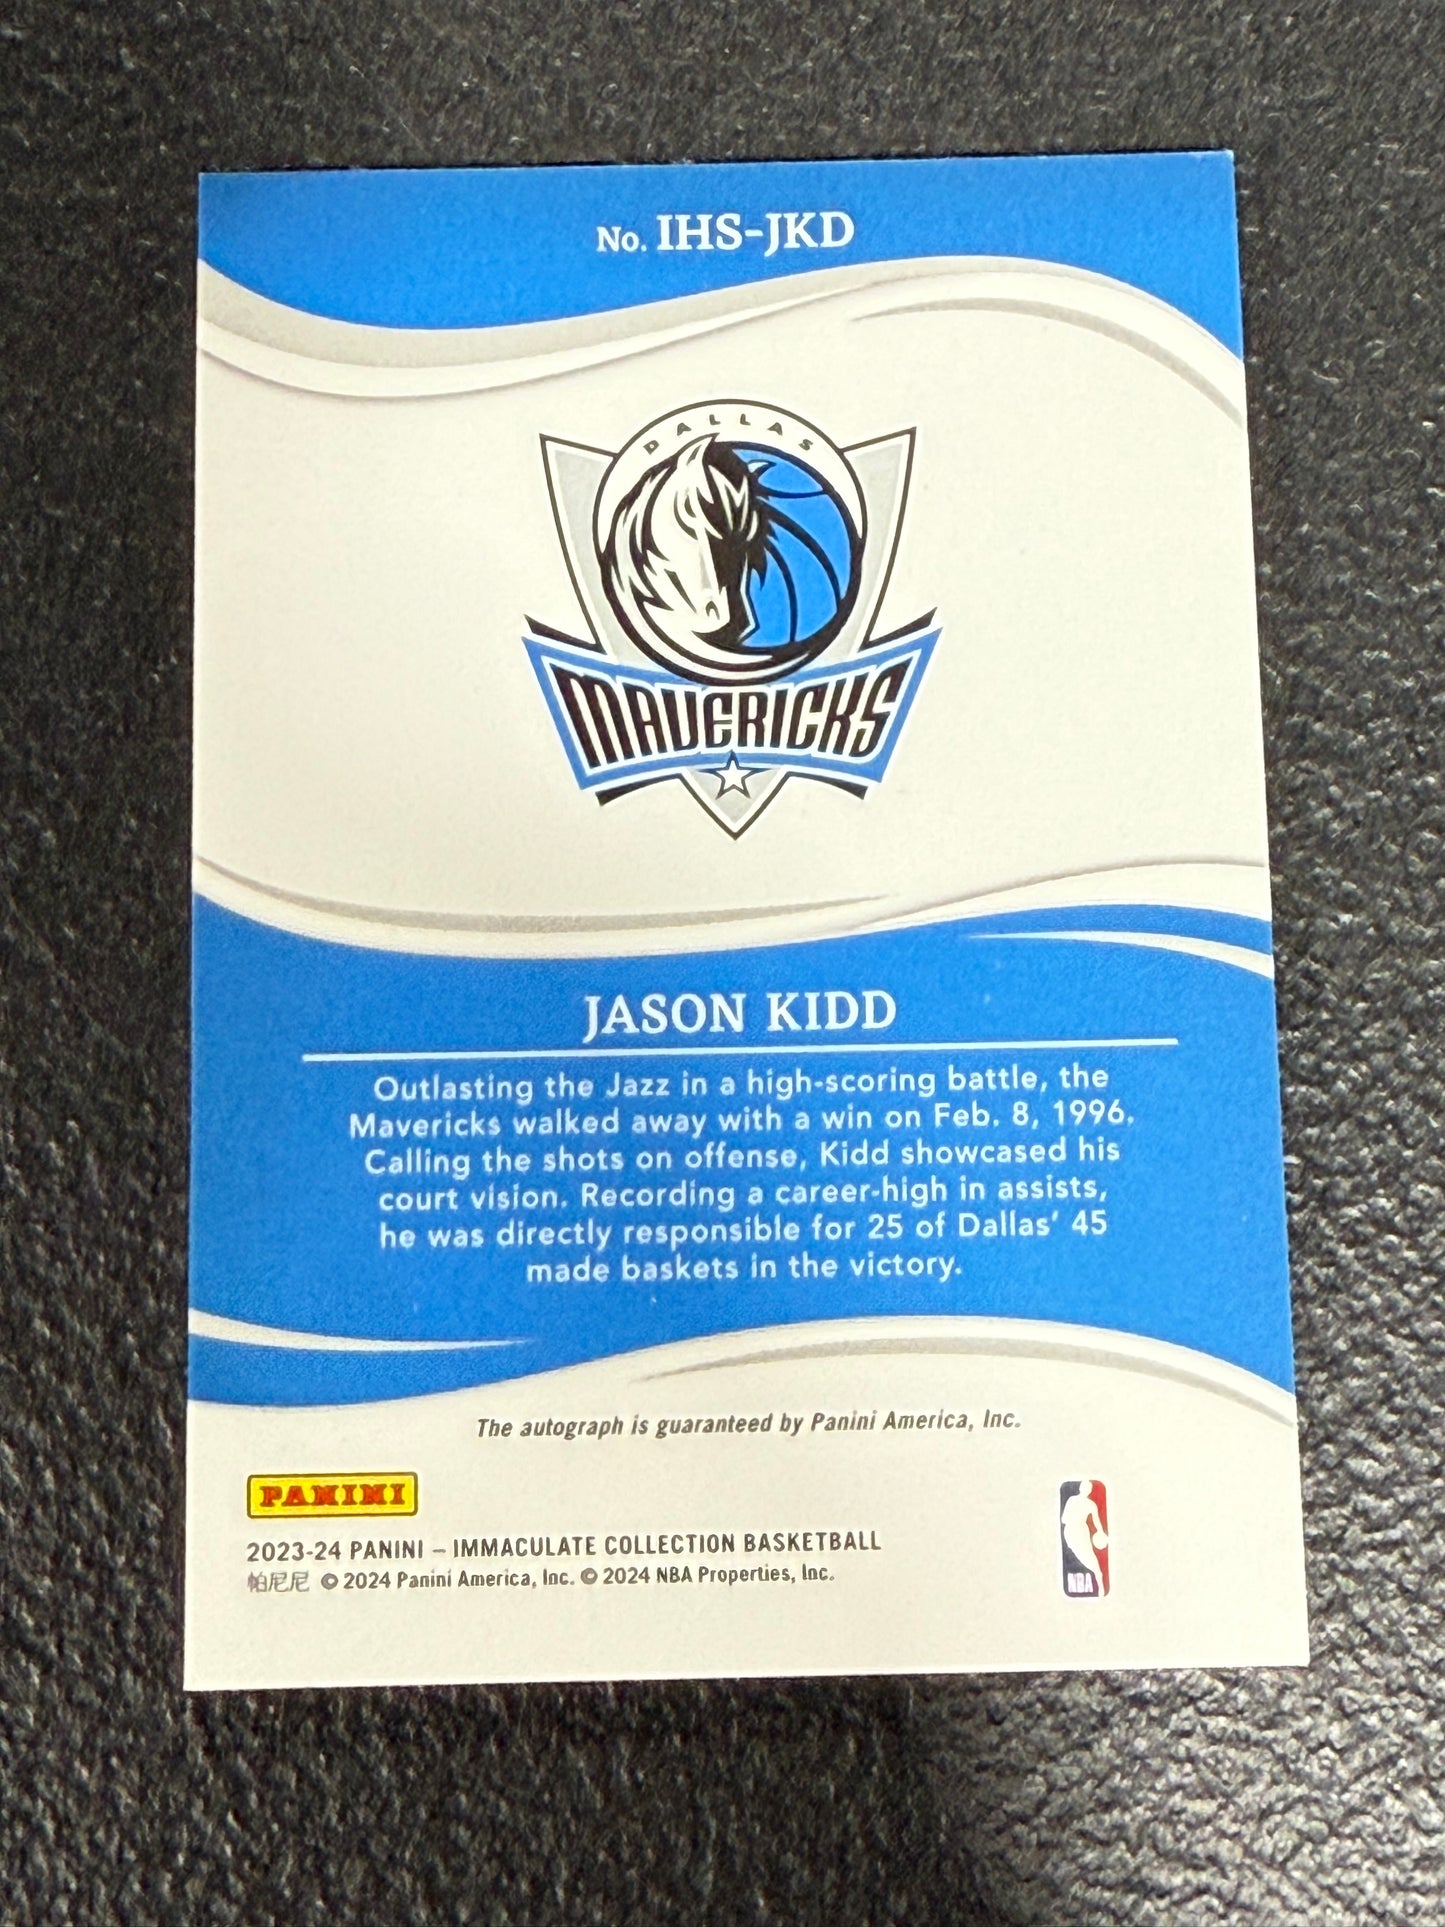 No. IHS-JKD
DALLAS
MAVERICKS
JASON KIDD
Outlasting the Jazz in a high-scoring battle, the
Mavericks walked away with a win on Feb. 8, 1996.
Calling the shots on offense, Kidd showcased his
court vision. Recording a career-high in assists,
he was directly responsible for 25 of Dallas' 45
made baskets in the victory.
The autograph is guaranteed by Panini America, Inc.
PANINI
2023-24 PANINI – IMMACULATE COLLECTION BASKETBALL
帕尼尼 © 2024 Panini America, Inc. © 2024 NBA Properties, Inc.
NBA